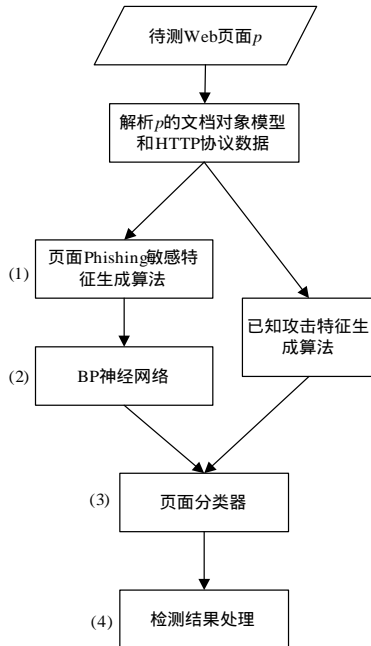 待测Web页面p
解析p的文档对象模型
和HTTP协议数据
(1)
页面Phishing敏感特
征生成算法
已知攻击特征生
成算法
(2)
BP神经网络
(3)
页面分类器
(4)
检测结果处理